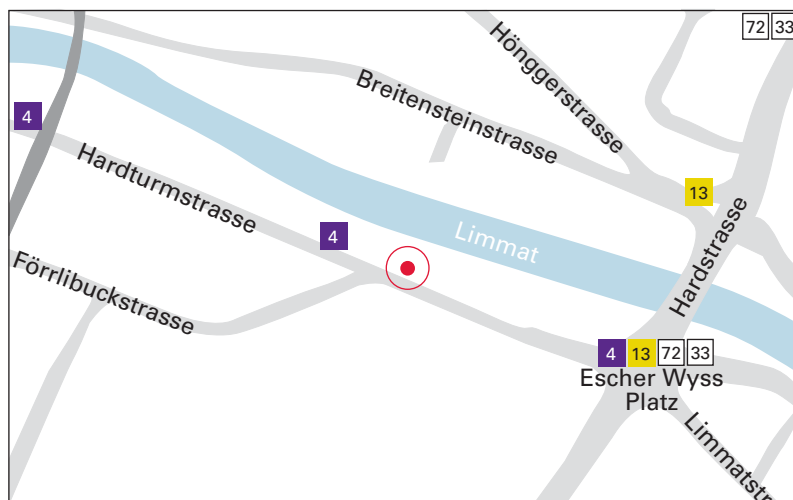 72 33
Hönggerstrasse
Breitensteinstrasse
4
Hardturmstrasse
13
4
Limmat
Hardstrasse
Förrlibuckstrasse
4 13 72 33
Escher Wyss
Platz
Limmatstr